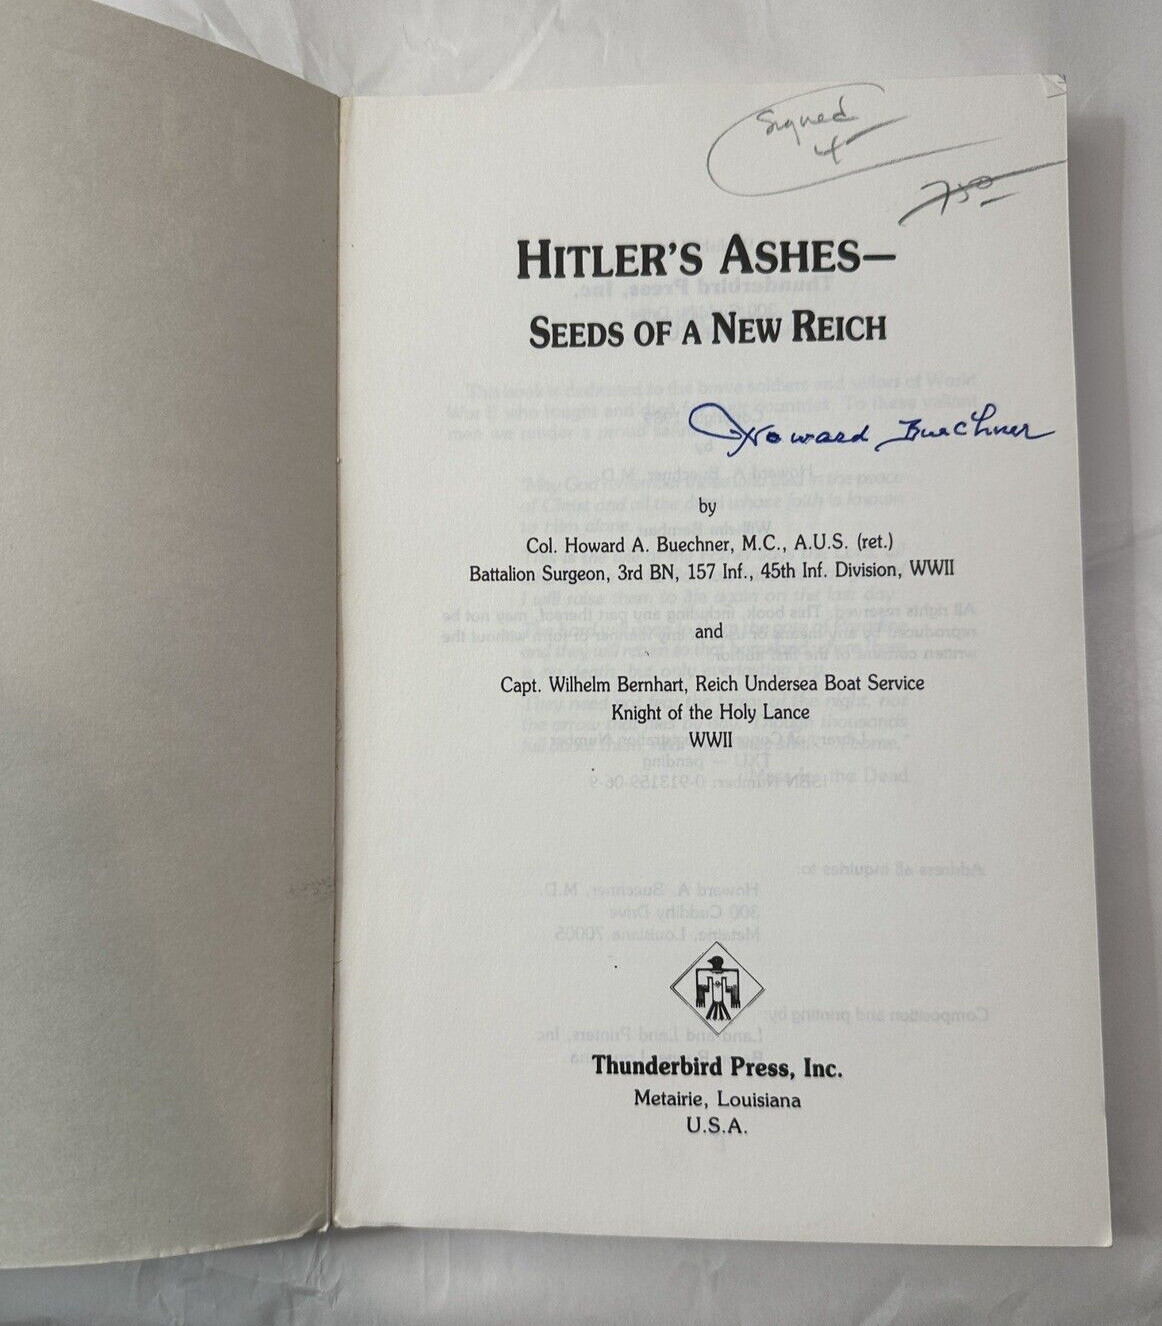 Signed
750
HITLER'S ASHES—
SEEDS OF A NEW REICH
Howard Buechner
by
Col. Howard A. Buechner, M.C., A.U.S. (ret.)
Battalion Surgeon, 3rd BN, 157 Inf., 45th Inf. Division, WWII
and
Capt. Wilhelm Bernhart, Reich Undersea Boat Service
Knight of the Holy Lance
WWII
Thunderbird Press, Inc.
Metairie, Louisiana
U.S.A.